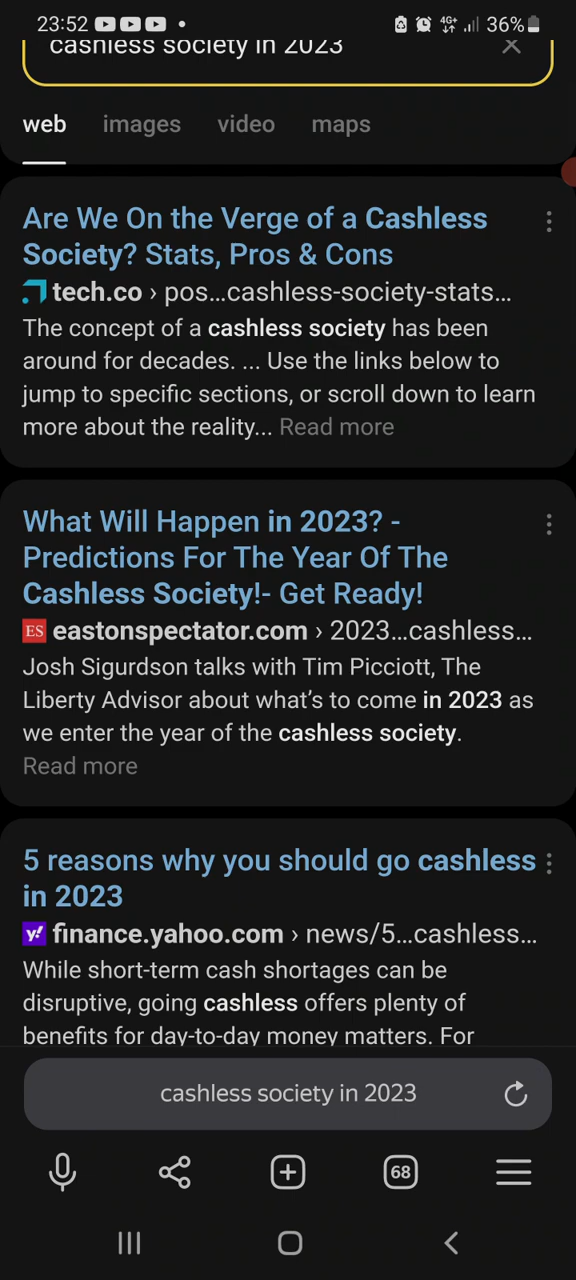 23:52 4G+ 36%
cashless society in 2023
web images video maps
Are We On the Verge of a Cashless
Society? Stats, Pros & Cons
tech.co › pos...cashless-society-stats...
The concept of a cashless society has been
around for decades. ... Use the links below to
jump to specific sections, or scroll down to learn
more about the reality... Read more
What Will Happen in 2023? -
Predictions For The Year Of The
Cashless Society!- Get Ready!
ES eastonspectator.com › 2023...cashless...
Josh Sigurdson talks with Tim Picciott, The
Liberty Advisor about what’s to come in 2023 as
we enter the year of the cashless society.
Read more
5 reasons why you should go cashless
in 2023
y! finance.yahoo.com › news/5...cashless...
While short-term cash shortages can be
disruptive, going cashless offers plenty of
benefits for day-to-day money matters. For
cashless society in 2023
68